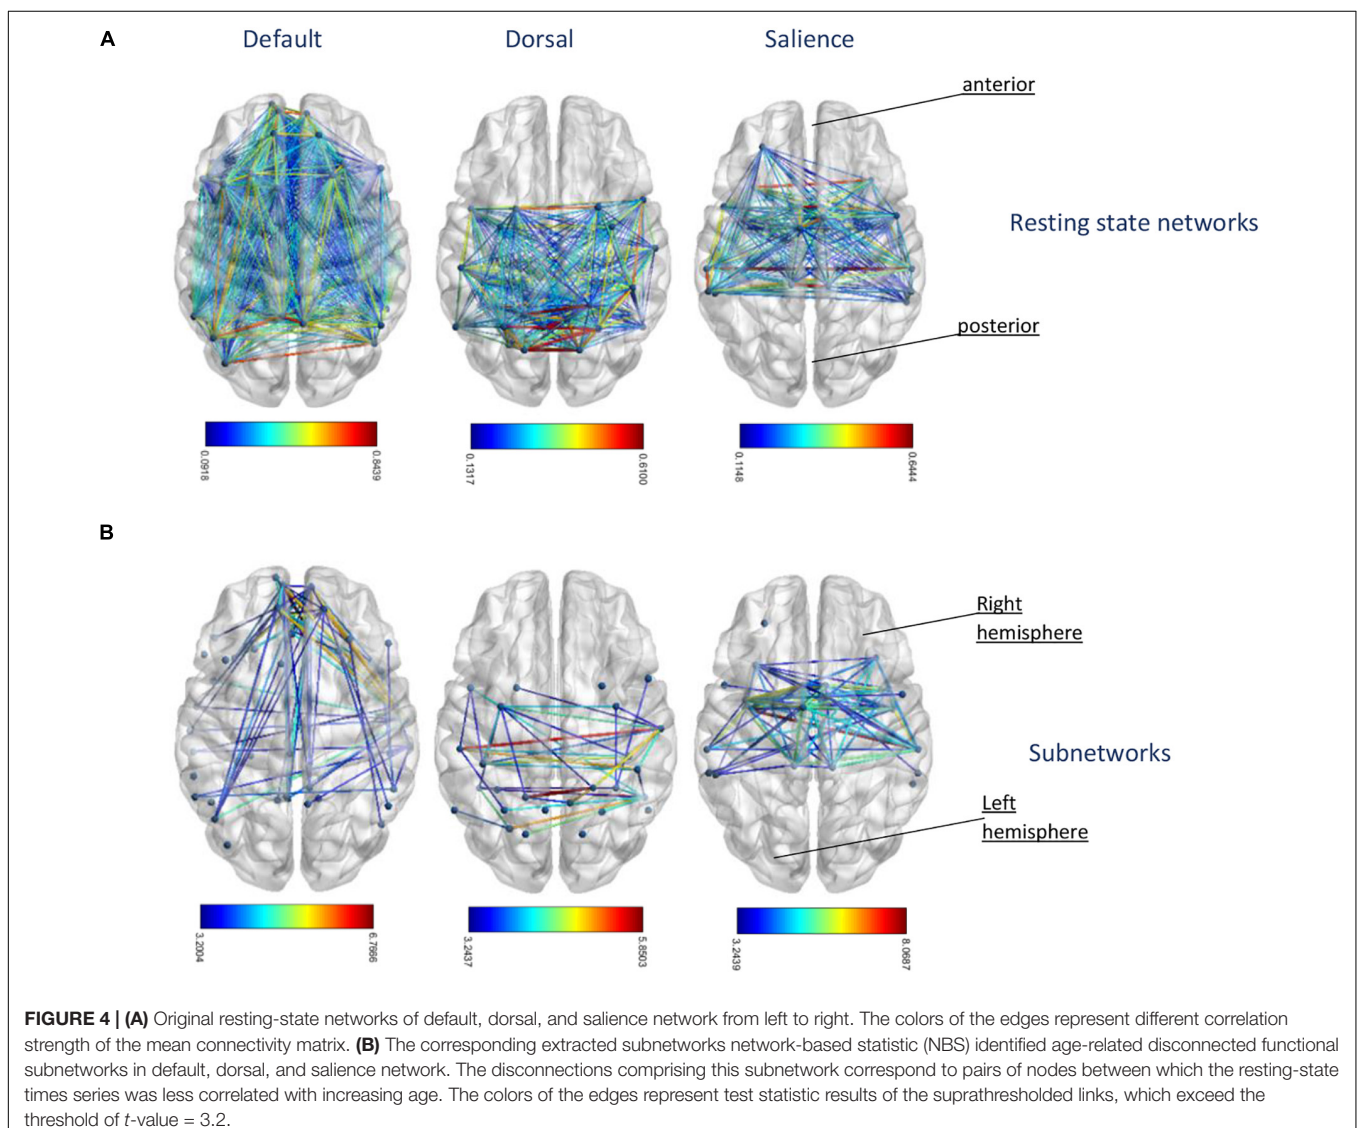 A
Default
Dorsal
Salience
anterior
Resting state networks
posterior
0.0918
0.8439
0.1317
0.6100
0.1148
0.6444
B
Right
hemisphere
Subnetworks
Left
hemisphere
3.2004
6.7666
3.2437
5.8503
3.2439
8.0687
FIGURE 4 | (A) Original resting-state networks of default, dorsal, and salience network from left to right. The colors of the edges represent different correlation
strength of the mean connectivity matrix. (B) The corresponding extracted subnetworks network-based statistic (NBS) identified age-related disconnected functional
subnetworks in default, dorsal, and salience network. The disconnections comprising this subnetwork correspond to pairs of nodes between which the resting-state
times series was less correlated with increasing age. The colors of the edges represent test statistic results of the suprathresholded links, which exceed the
threshold of t-value = 3.2.